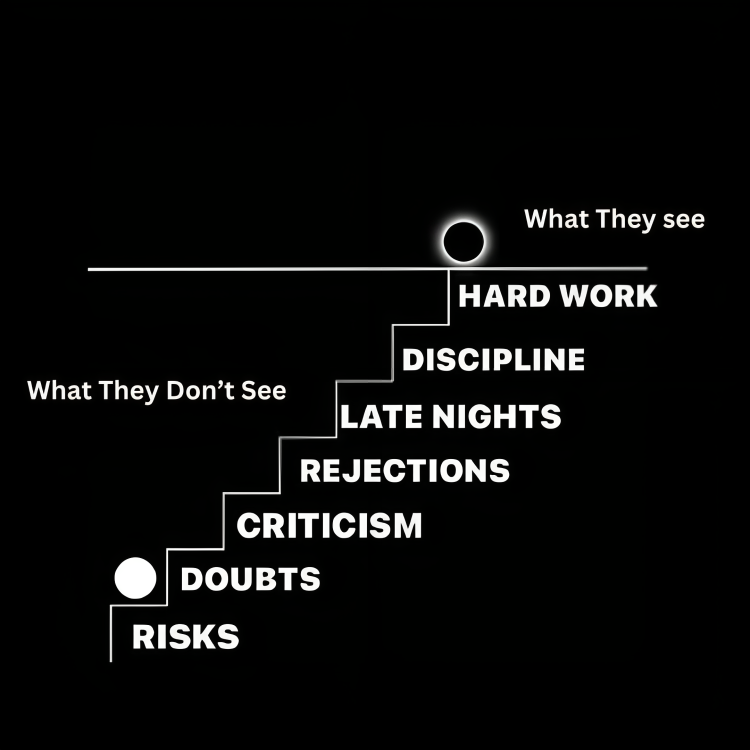 What They see
HARD WORK
DISCIPLINE
What They Don’t See
LATE NIGHTS
REJECTIONS
CRITICISM
DOUBTS
RISKS